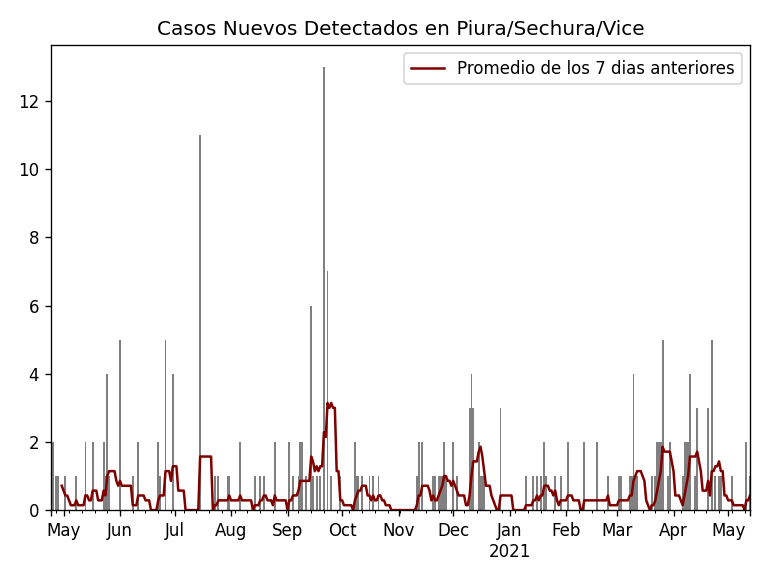 Casos Nuevos Detectados en Piura/Sechura/Vice
Promedio de los 7 dias anteriores
12
10
8
6
4
2
0
May Jun Jul Aug Sep Oct Nov Dec Jan Feb Mar Apr May
2021